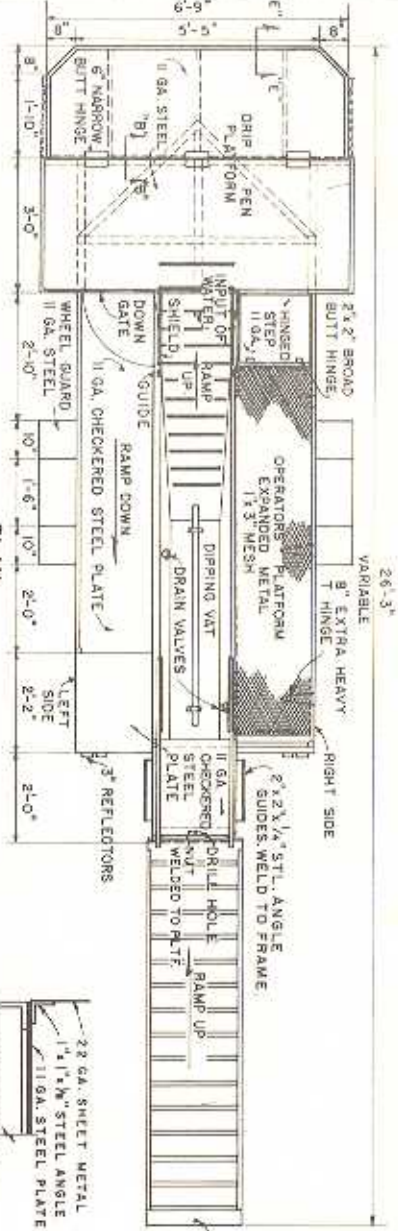 26'-3"
VARIABLE
6'-9"
8"
5'-5"
8"
"E"
"E"
2"x 2" BROAD
BUTT HINGE
8" EXTRA HEAVY
T HINGE
RIGHT SIDE
2"x 2"x 1/4" ST'L. ANGLE
GUIDES. WELD TO FRAME
HINGED
STEP
11 GA.
OPERATORS PLATFORM
EXPANDED METAL
1"x 3" MESH
DRIP PEN
PLATFORM
11 GA. STEEL
"B"
"B"
6" NARROW
BUTT HINGE
INPUT OF
WATER.
SHIELD
RAMP
UP
DIPPING VAT
DRAIN VALVES
11 GA.
CHECKERED
STEEL
PLATE
DRILL HOLE
NUT
WELDED TO PLTF.
RAMP UP
GUIDE
DOWN
GATE
RAMP DOWN
11 GA. CHECKERED STEEL PLATE
WHEEL GUARD
11 GA. STEEL
LEFT
SIDE
3" REFLECTORS
8"
1'-10"
3'-0"
2'-10"
10"
1'-6"
10"
2'-0"
2'-2"
2'-0"
22 GA. SHEET METAL
1"x 1"x 1/8" STEEL ANGLE
11 GA. STEEL PLATE